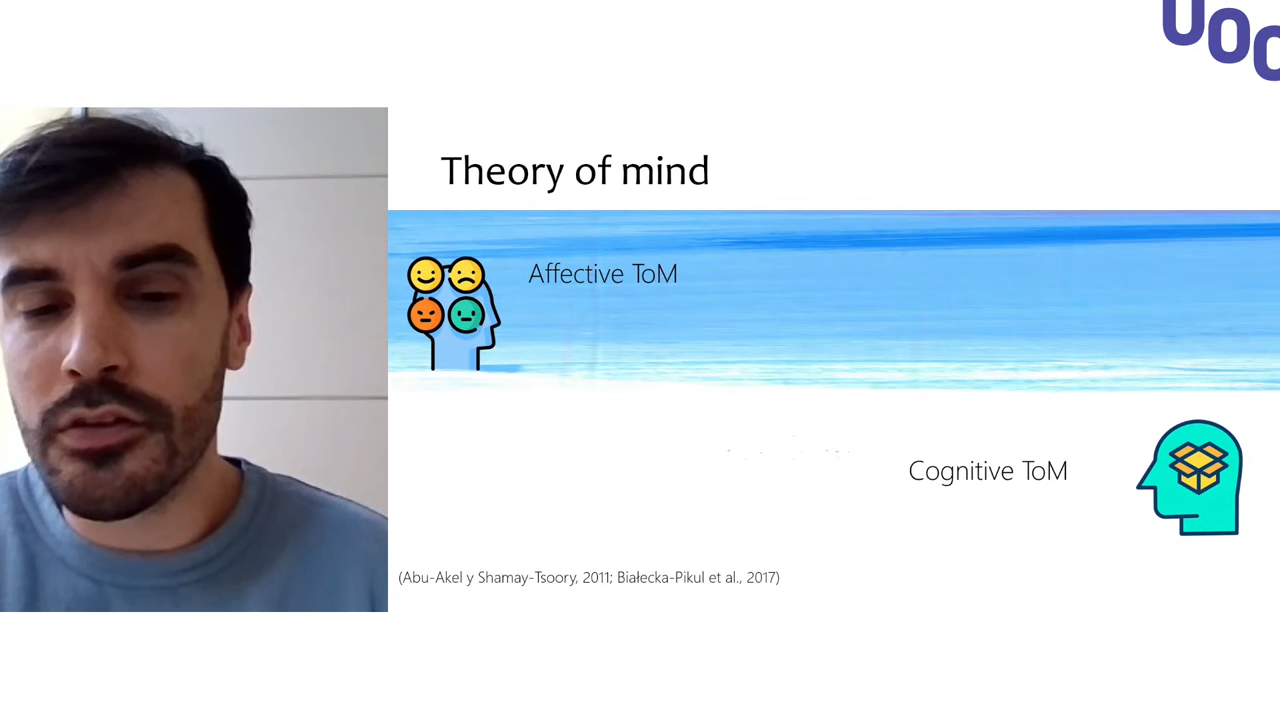 UOC
Theory of mind
Affective ToM
Cognitive ToM
(Abu-Akel y Shamay-Tsoory, 2011; Białecka-Pikul et al., 2017)